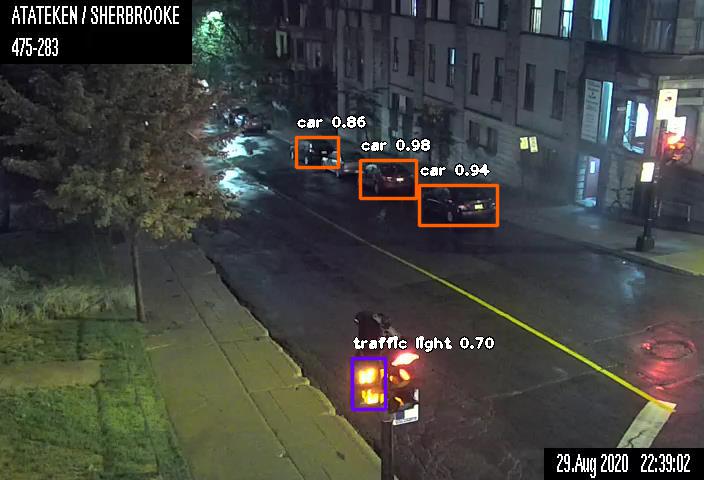 ATATEKEN / SHERBROOKE
475-283
car 0.86
car 0.98
car 0.94
traffic light 0.70
29.Aug 2020 22:39:02